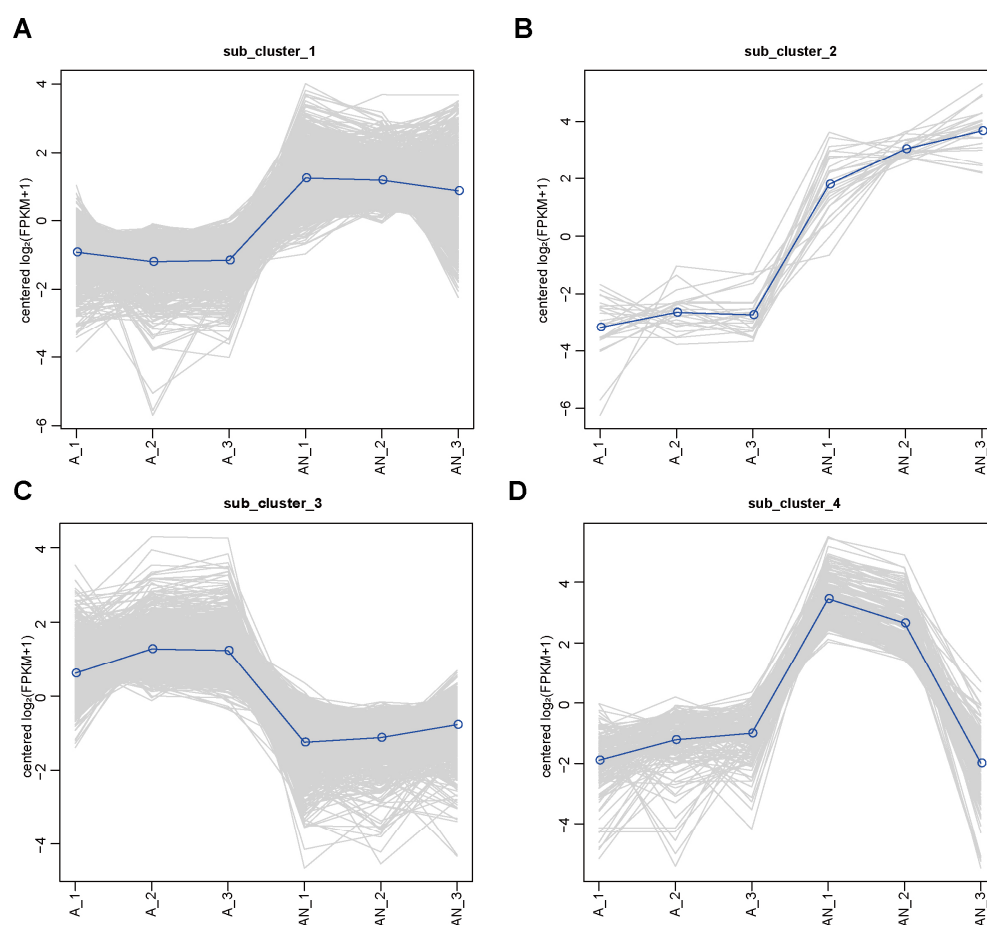 A
sub_cluster_1
centered log₂(FPKM+1)
4
2
0
−2
−4
−6
A_1
A_2
A_3
AN_1
AN_2
AN_3
B
sub_cluster_2
centered log₂(FPKM+1)
4
2
0
−2
−4
−6
A_1
A_2
A_3
AN_1
AN_2
AN_3
C
sub_cluster_3
centered log₂(FPKM+1)
4
2
0
−2
−4
A_1
A_2
A_3
AN_1
AN_2
AN_3
D
sub_cluster_4
centered log₂(FPKM+1)
4
2
0
−2
−4
A_1
A_2
A_3
AN_1
AN_2
AN_3